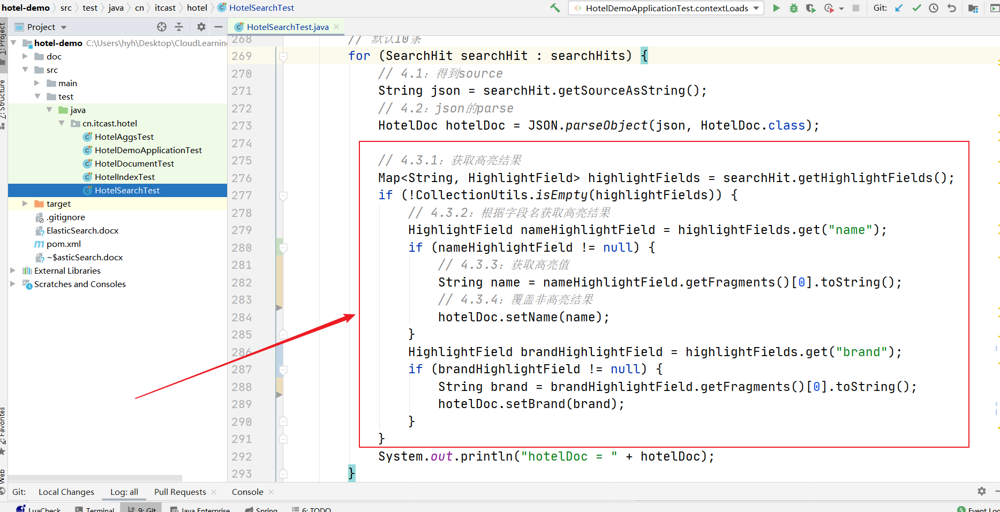 hotel-demo src test java cn itcast hotel HotelSearchTest HotelDemoApplicationTest.contextLoads Git:
Project
HotelSearchTest.java
1: Project
7: Structure
2: Favorites
Web
hotel-demo C:\Users\hyh\Desktop\CloudLearning
doc
src
main
test
java
cn.itcast.hotel
HotelAggsTest
HotelDemoApplicationTest
HotelDocumentTest
HotelIndexTest
HotelSearchTest
target
.gitignore
ElasticSearch.docx
pom.xml
~$asticSearch.docx
External Libraries
Scratches and Consoles
268 // 默认10条
269 for (SearchHit searchHit : searchHits) {
270 // 4.1：得到source
271 String json = searchHit.getSourceAsString();
272 // 4.2：json的parse
273 HotelDoc hotelDoc = JSON.parseObject(json, HotelDoc.class);
274
275 // 4.3.1：获取高亮结果
276 Map<String, HighlightField> highlightFields = searchHit.getHighlightFields();
277 if (!CollectionUtils.isEmpty(highlightFields)) {
278 // 4.3.2：根据字段名获取高亮结果
279 HighlightField nameHighlightField = highlightFields.get("name");
280 if (nameHighlightField != null) {
281 // 4.3.3：获取高亮值
282 String name = nameHighlightField.getFragments()[0].toString();
283 // 4.3.4：覆盖非高亮结果
284 hotelDoc.setName(name);
285 }
286 HighlightField brandHighlightField = highlightFields.get("brand");
287 if (brandHighlightField != null) {
288 String brand = brandHighlightField.getFragments()[0].toString();
289 hotelDoc.setBrand(brand);
290 }
291 }
292 System.out.println("hotelDoc = " + hotelDoc);
293 }
Git: Local Changes Log: all Pull Requests Console
LuaCheck Terminal 9: Git Java Enterprise Spring 6: TODO 5 Event Log